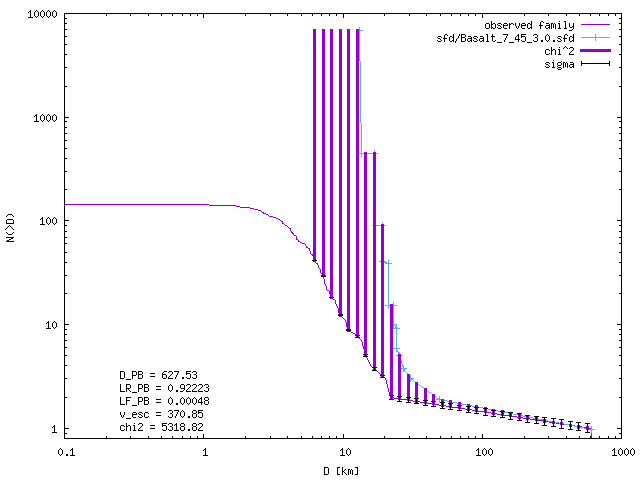 10000
1000
100
10
1
N(>D)
observed family
sfd/Basalt_7_45_3.0.sfd
chi^2
sigma
D_PB = 627.53
LR_PB = 0.92223
LF_PB = 0.00048
v_esc = 370.85
chi2 = 5318.82
0.1 1 10 100 1000
D [km]